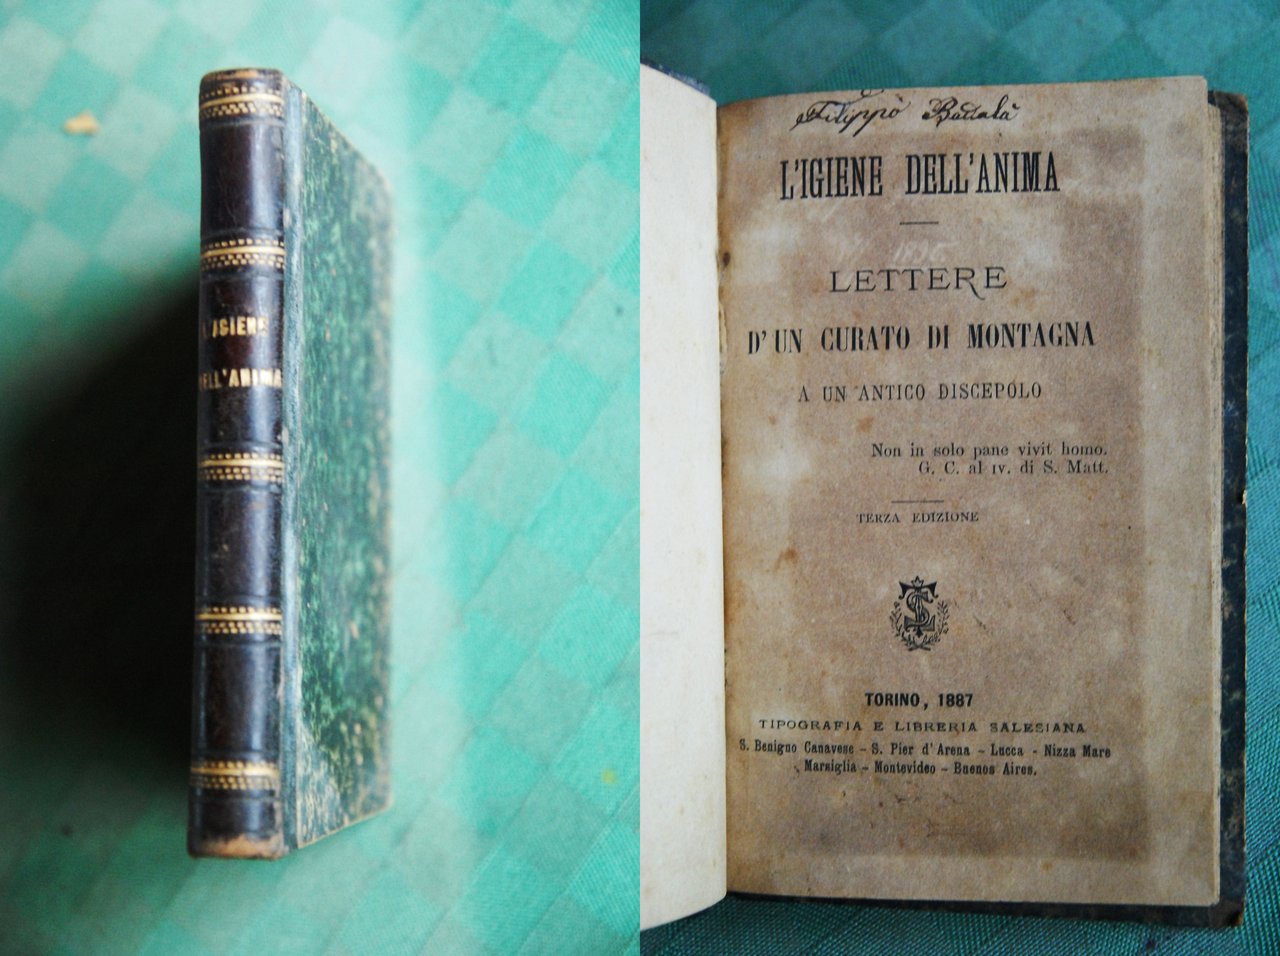 L'IGIENE
DELL'ANIMA
Filippo
L'IGIENE DELL'ANIMA
LETTERE
D'UN CURATO DI MONTAGNA
A UN ANTICO DISCEPOLO
Non in solo pane vivit homo.
G. C. al IV. di S. Matt.
TERZA EDIZIONE
TORINO, 1887
TIPOGRAFIA E LIBRERIA SALESIANA
S. Benigno Canavese - S. Pier d'Arena - Lucca - Nizza Mare
Marsiglia - Montevideo - Buenos Aires.